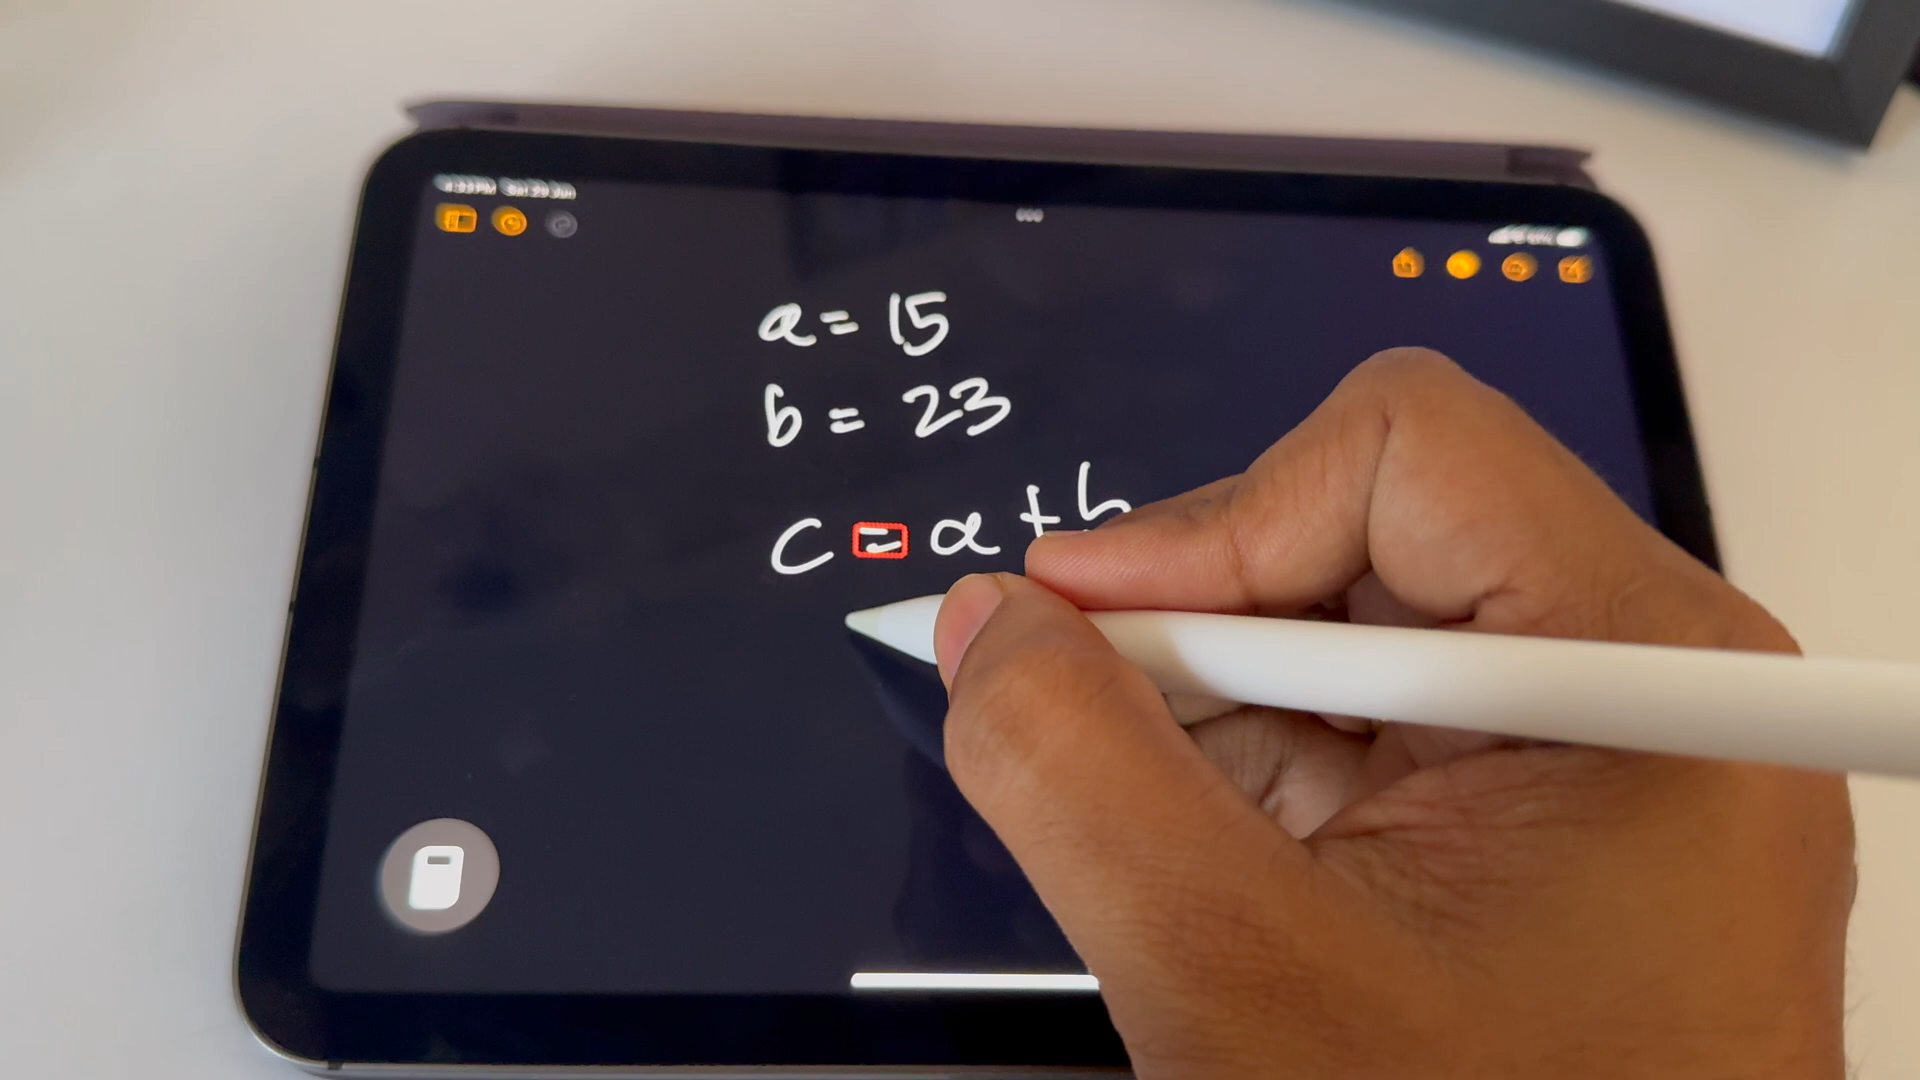 a = 15
b = 23
c = a + b